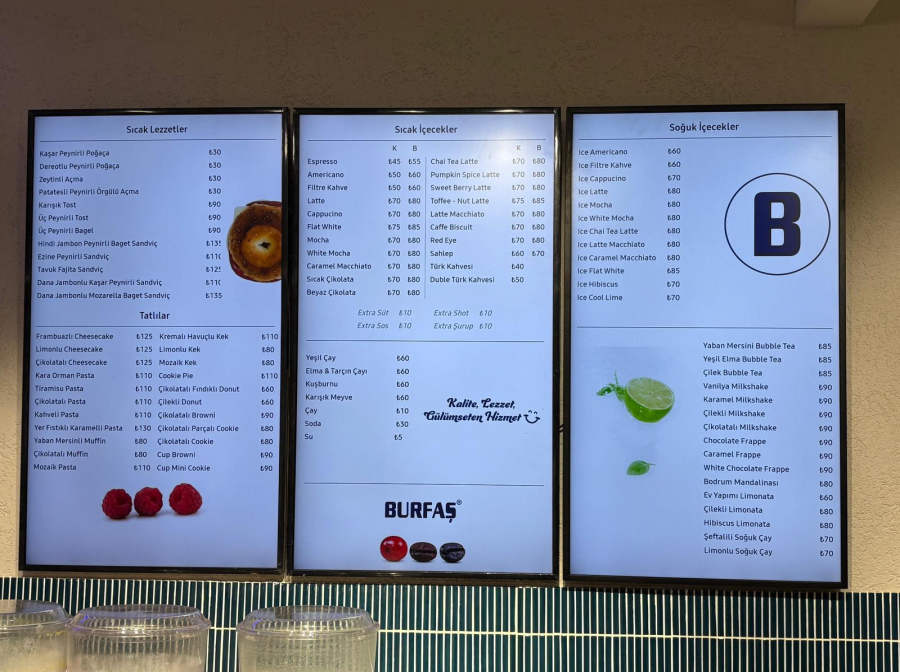 Sıcak Lezzetler
Kaşar Peynirli Poğaça ₺30
Dereotlu Peynirli Poğaça ₺30
Zeytinli Açma ₺30
Patatesli Peynirli Örgülü Açma ₺30
Karışık Tost ₺90
Üç Peynirli Tost ₺90
Üç Peynirli Bagel ₺90
Hindi Jambon Peynirli Baget Sandviç ₺135
Ezine Peynirli Sandviç ₺110
Tavuk Fajita Sandviç ₺125
Dana Jambonlu Kaşar Peynirli Sandviç ₺110
Dana Jambonlu Mozarella Baget Sandviç ₺135
Tatlılar
Frambuazlı Cheesecake ₺125 Kremalı Havuçlu Kek ₺110
Limonlu Cheesecake ₺125 Limonlu Kek ₺80
Çikolatalı Cheesecake ₺125 Mozaik Kek ₺80
Kara Orman Pasta ₺110 Cookie Pie ₺110
Tiramisu Pasta ₺110 Çikolatalı Fındıklı Donut ₺60
Çikolatalı Pasta ₺110 Çilekli Donut ₺60
Kahveli Pasta ₺110 Çikolatalı Browni ₺90
Yer Fıstıklı Karamelli Pasta ₺130 Çikolatalı Parçalı Cookie ₺80
Yaban Mersinli Muffin ₺80 Çikolatalı Cookie ₺80
Çikolatalı Muffin ₺80 Cup Browni ₺90
Mozaik Pasta ₺110 Cup Mini Cookie ₺90
Sıcak İçecekler
K B K B
Espresso ₺45 ₺55 Chai Tea Latte ₺70 ₺80
Americano ₺50 ₺60 Pumpkin Spice Latte ₺70 ₺80
Filtre Kahve ₺50 ₺60 Sweet Berry Latte ₺70 ₺80
Latte ₺70 ₺80 Toffee - Nut Latte ₺75 ₺85
Cappucino ₺70 ₺80 Latte Macchiato ₺70 ₺80
Flat White ₺75 ₺85 Caffe Biscuit ₺70 ₺80
Mocha ₺70 ₺80 Red Eye ₺70 ₺80
White Mocha ₺70 ₺80 Sahlep ₺60 ₺70
Caramel Macchiato ₺70 ₺80 Türk Kahvesi ₺40
Sıcak Çikolata ₺70 ₺80 Duble Türk Kahvesi ₺50
Beyaz Çikolata ₺70 ₺80
Extra Süt ₺10 Extra Shot ₺10
Extra Sos ₺10 Extra Şurup ₺10
Yeşil Çay ₺60
Elma & Tarçın Çayı ₺60
Kuşburnu ₺60
Karışık Meyve ₺60
Çay ₺10
Soda ₺30
Su ₺5
Kalite, Lezzet,
Gülümseten Hizmet
BURFAŞ®
Soğuk İçecekler
Ice Americano ₺60
Ice Filtre Kahve ₺60
Ice Cappucino ₺70
Ice Latte ₺80
Ice Mocha ₺80
Ice White Mocha ₺80
Ice Chai Tea Latte ₺80
Ice Latte Macchiato ₺80
Ice Caramel Macchiato ₺80
Ice Flat White ₺85
Ice Hibiscus ₺70
Ice Cool Lime ₺70
B
Yaban Mersini Bubble Tea ₺85
Yeşil Elma Bubble Tea ₺85
Çilek Bubble Tea ₺85
Vanilya Milkshake ₺90
Karamel Milkshake ₺90
Çilekli Milkshake ₺90
Çikolatalı Milkshake ₺90
Chocolate Frappe ₺90
Caramel Frappe ₺90
White Chocolate Frappe ₺90
Bodrum Mandalinası ₺80
Ev Yapımı Limonata ₺60
Çilekli Limonata ₺80
Hibiscus Limonata ₺80
Şeftalili Soğuk Çay ₺70
Limonlu Soğuk Çay ₺70